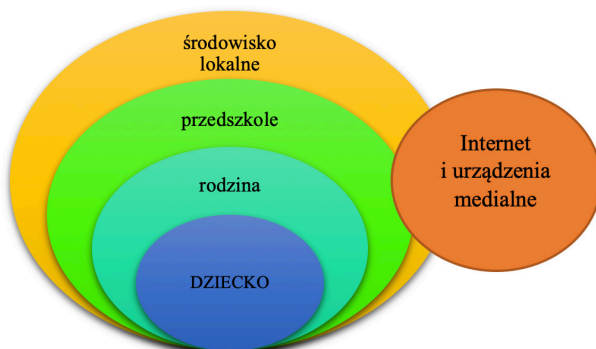 środowisko
lokalne
przedszkole
rodzina
DZIECKO
Internet
i urządzenia
medialne